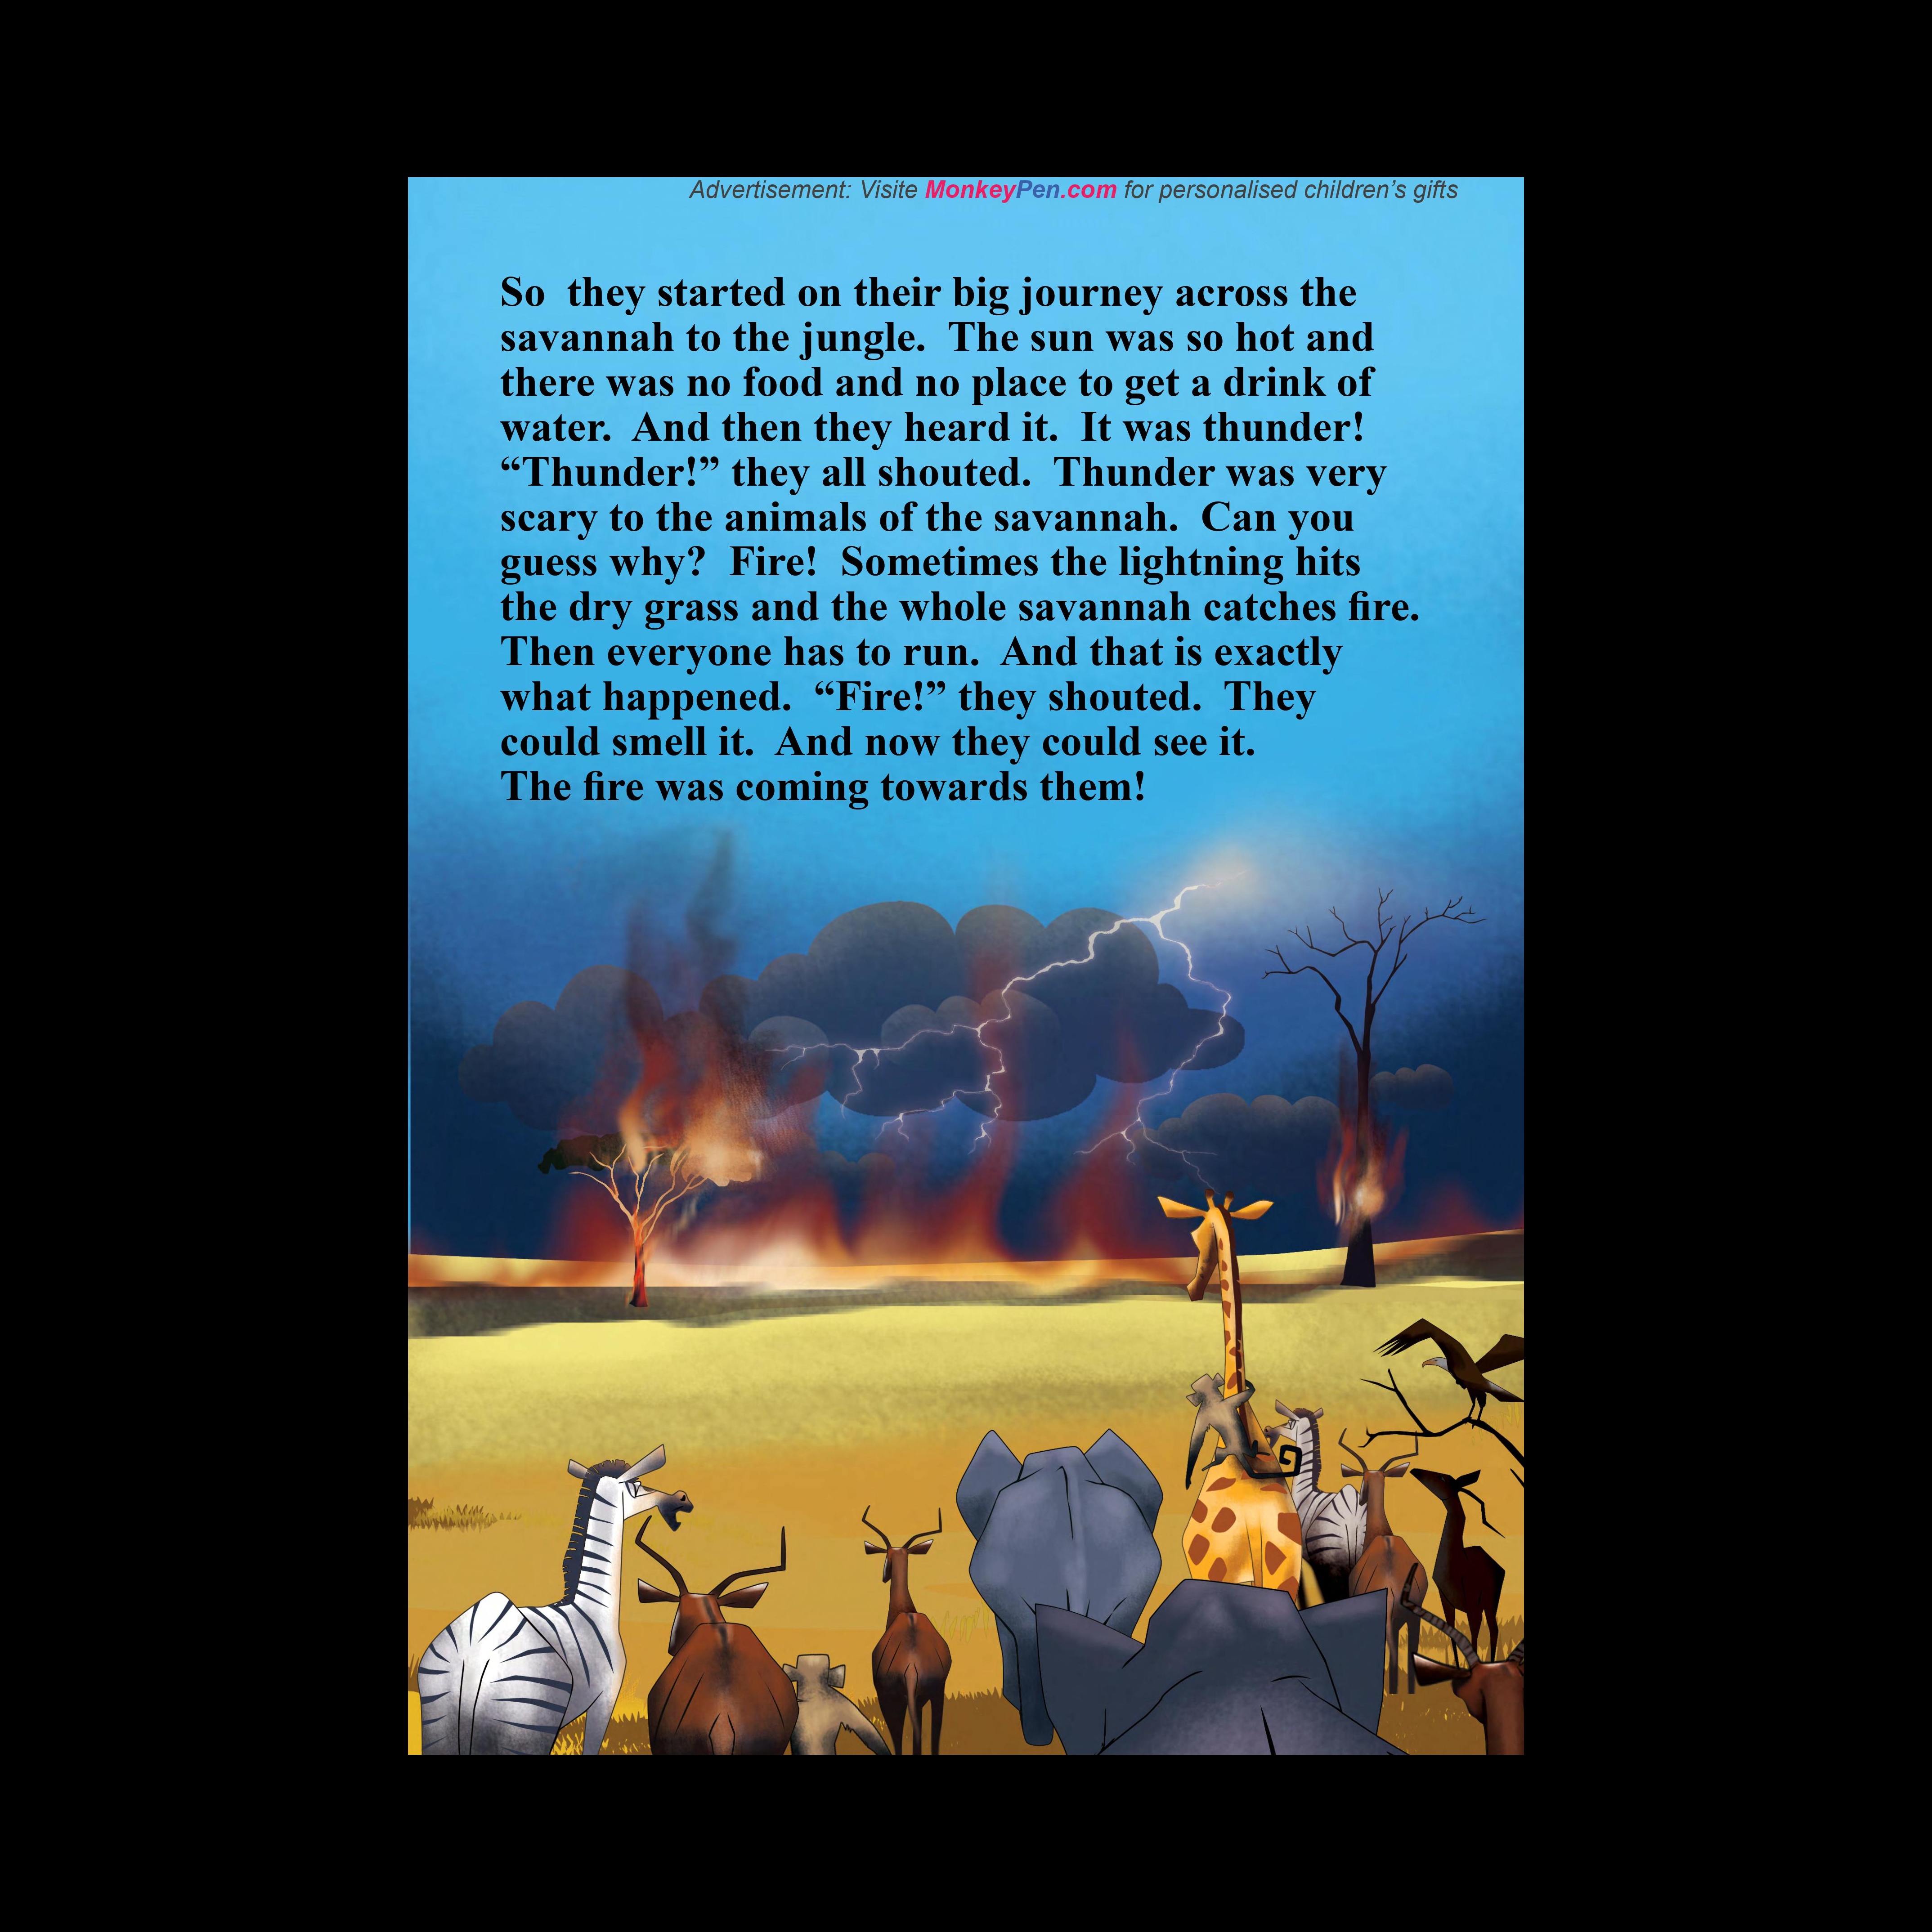 Advertisement: Visite MonkeyPen.com for personalised children’s gifts
So  they started on their big journey across the
savannah to the jungle.  The sun was so hot and
there was no food and no place to get a drink of
water.  And then they heard it.  It was thunder!
“Thunder!” they all shouted.  Thunder was very
scary to the animals of the savannah.  Can you
guess why?  Fire!  Sometimes the lightning hits
the dry grass and the whole savannah catches fire.
Then everyone has to run.  And that is exactly
what happened.  “Fire!” they shouted.  They
could smell it.  And now they could see it.
The fire was coming towards them!